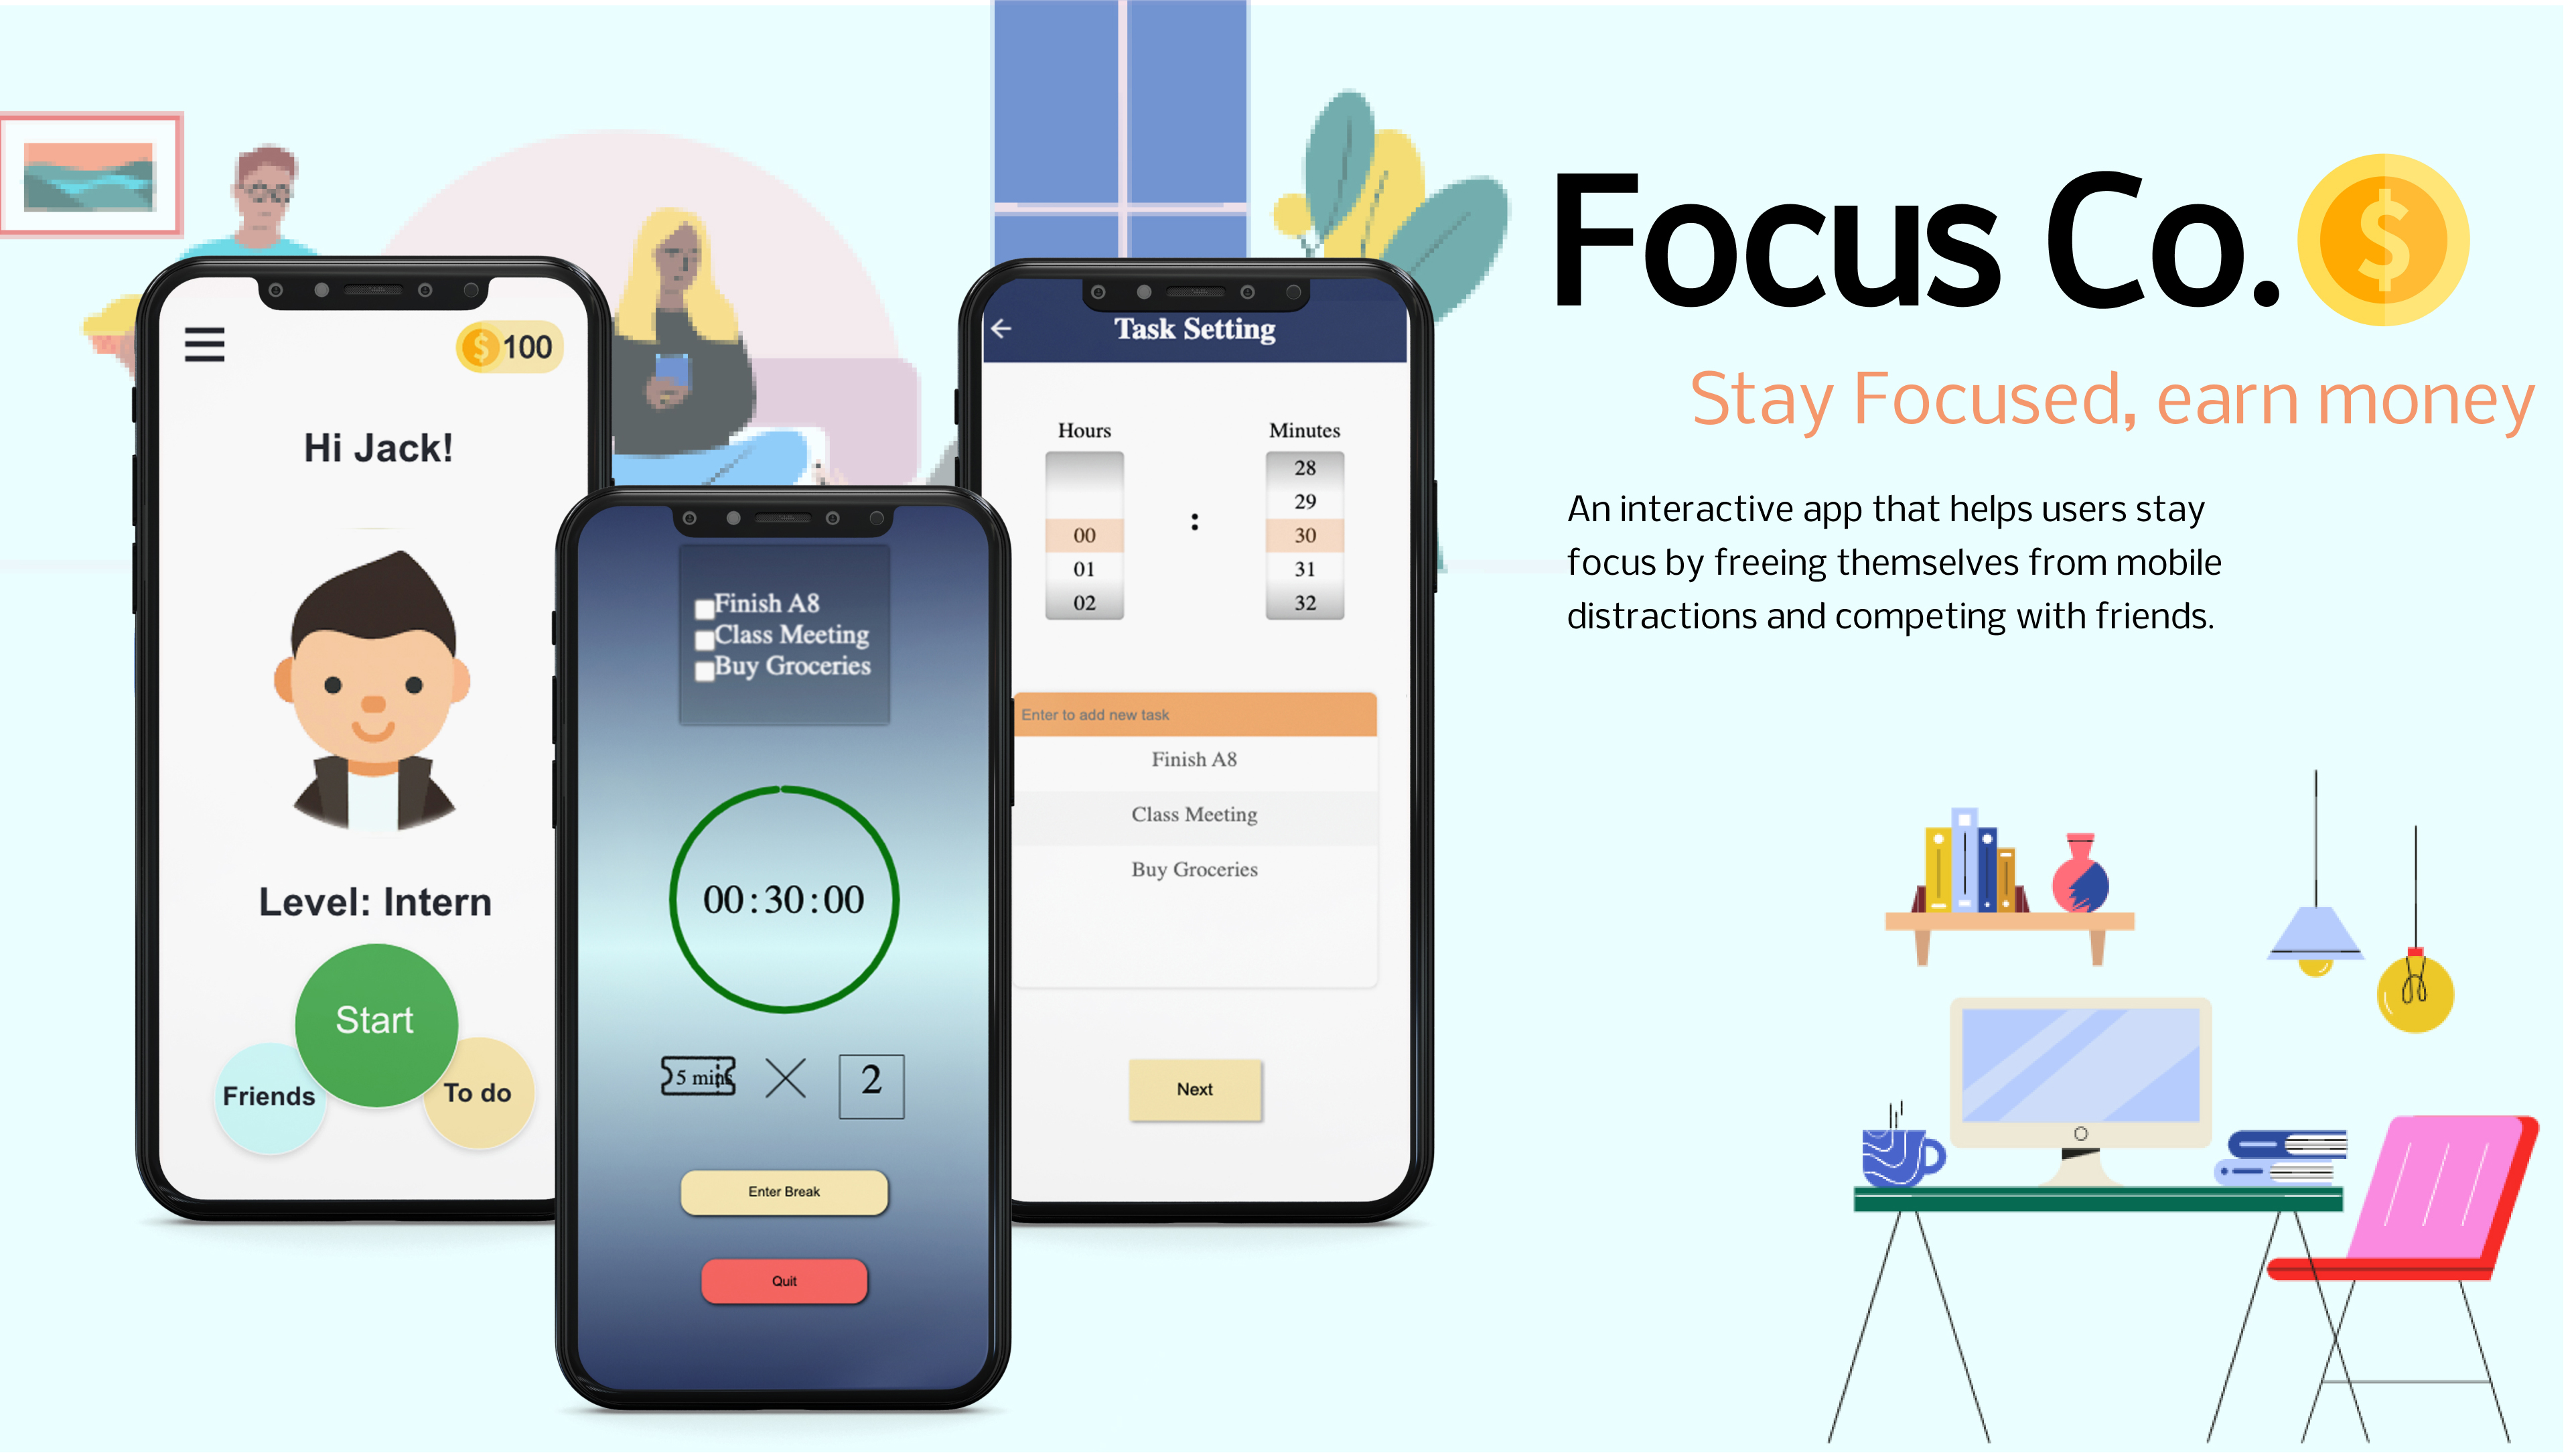 Focus Co.
$
Stay Focused, earn money
An interactive app that helps users stay
focus by freeing themselves from mobile
distractions and competing with friends.
$ 100
Hi Jack!
Level: Intern
Start
Friends
To do
Finish A8
Class Meeting
Buy Groceries
00:30:00
5 mins
2
Enter Break
Quit
Task Setting
Hours
Minutes
28
29
00 : 30
01 31
02 32
Enter to add new task
Finish A8
Class Meeting
Buy Groceries
Next